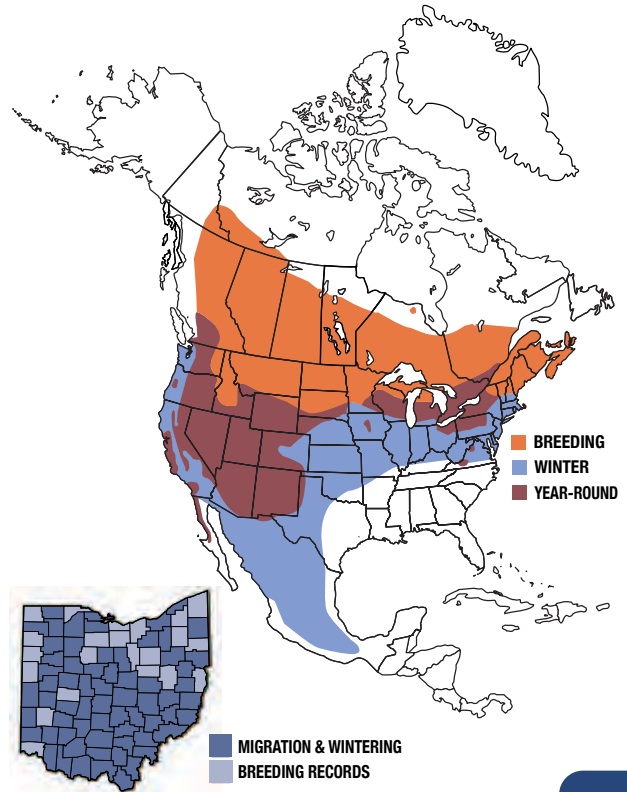 BREEDING
WINTER
YEAR-ROUND
MIGRATION & WINTERING
BREEDING RECORDS